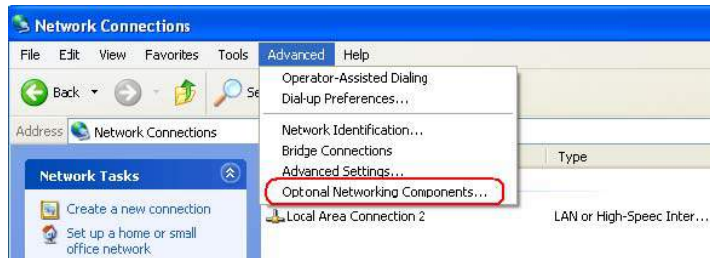 Network Connections
File Edit View Favorites Tools Advanced Help
Back
Operator-Assisted Dialing
Dial-up Preferences...
Address Network Connections
Network Identification...
Bridge Connections
Advanced Settings...
Optional Networking Components...
Type
Network Tasks
Create a new connection
Set up a home or small
office network
Local Area Connection 2
LAN or High-Speec Inter...